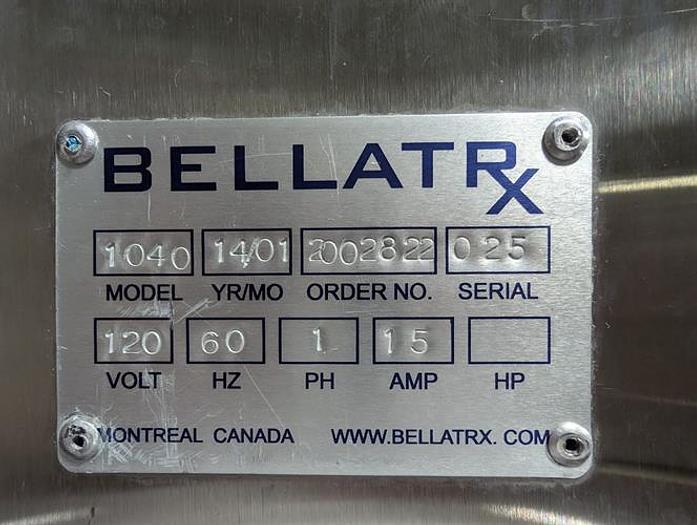 BELLATRX
1040 14/01 2002822 025
MODEL YR/MO ORDER NO. SERIAL
120 60 1 15
VOLT HZ PH AMP HP
MONTREAL CANADA WWW.BELLATRX. COM